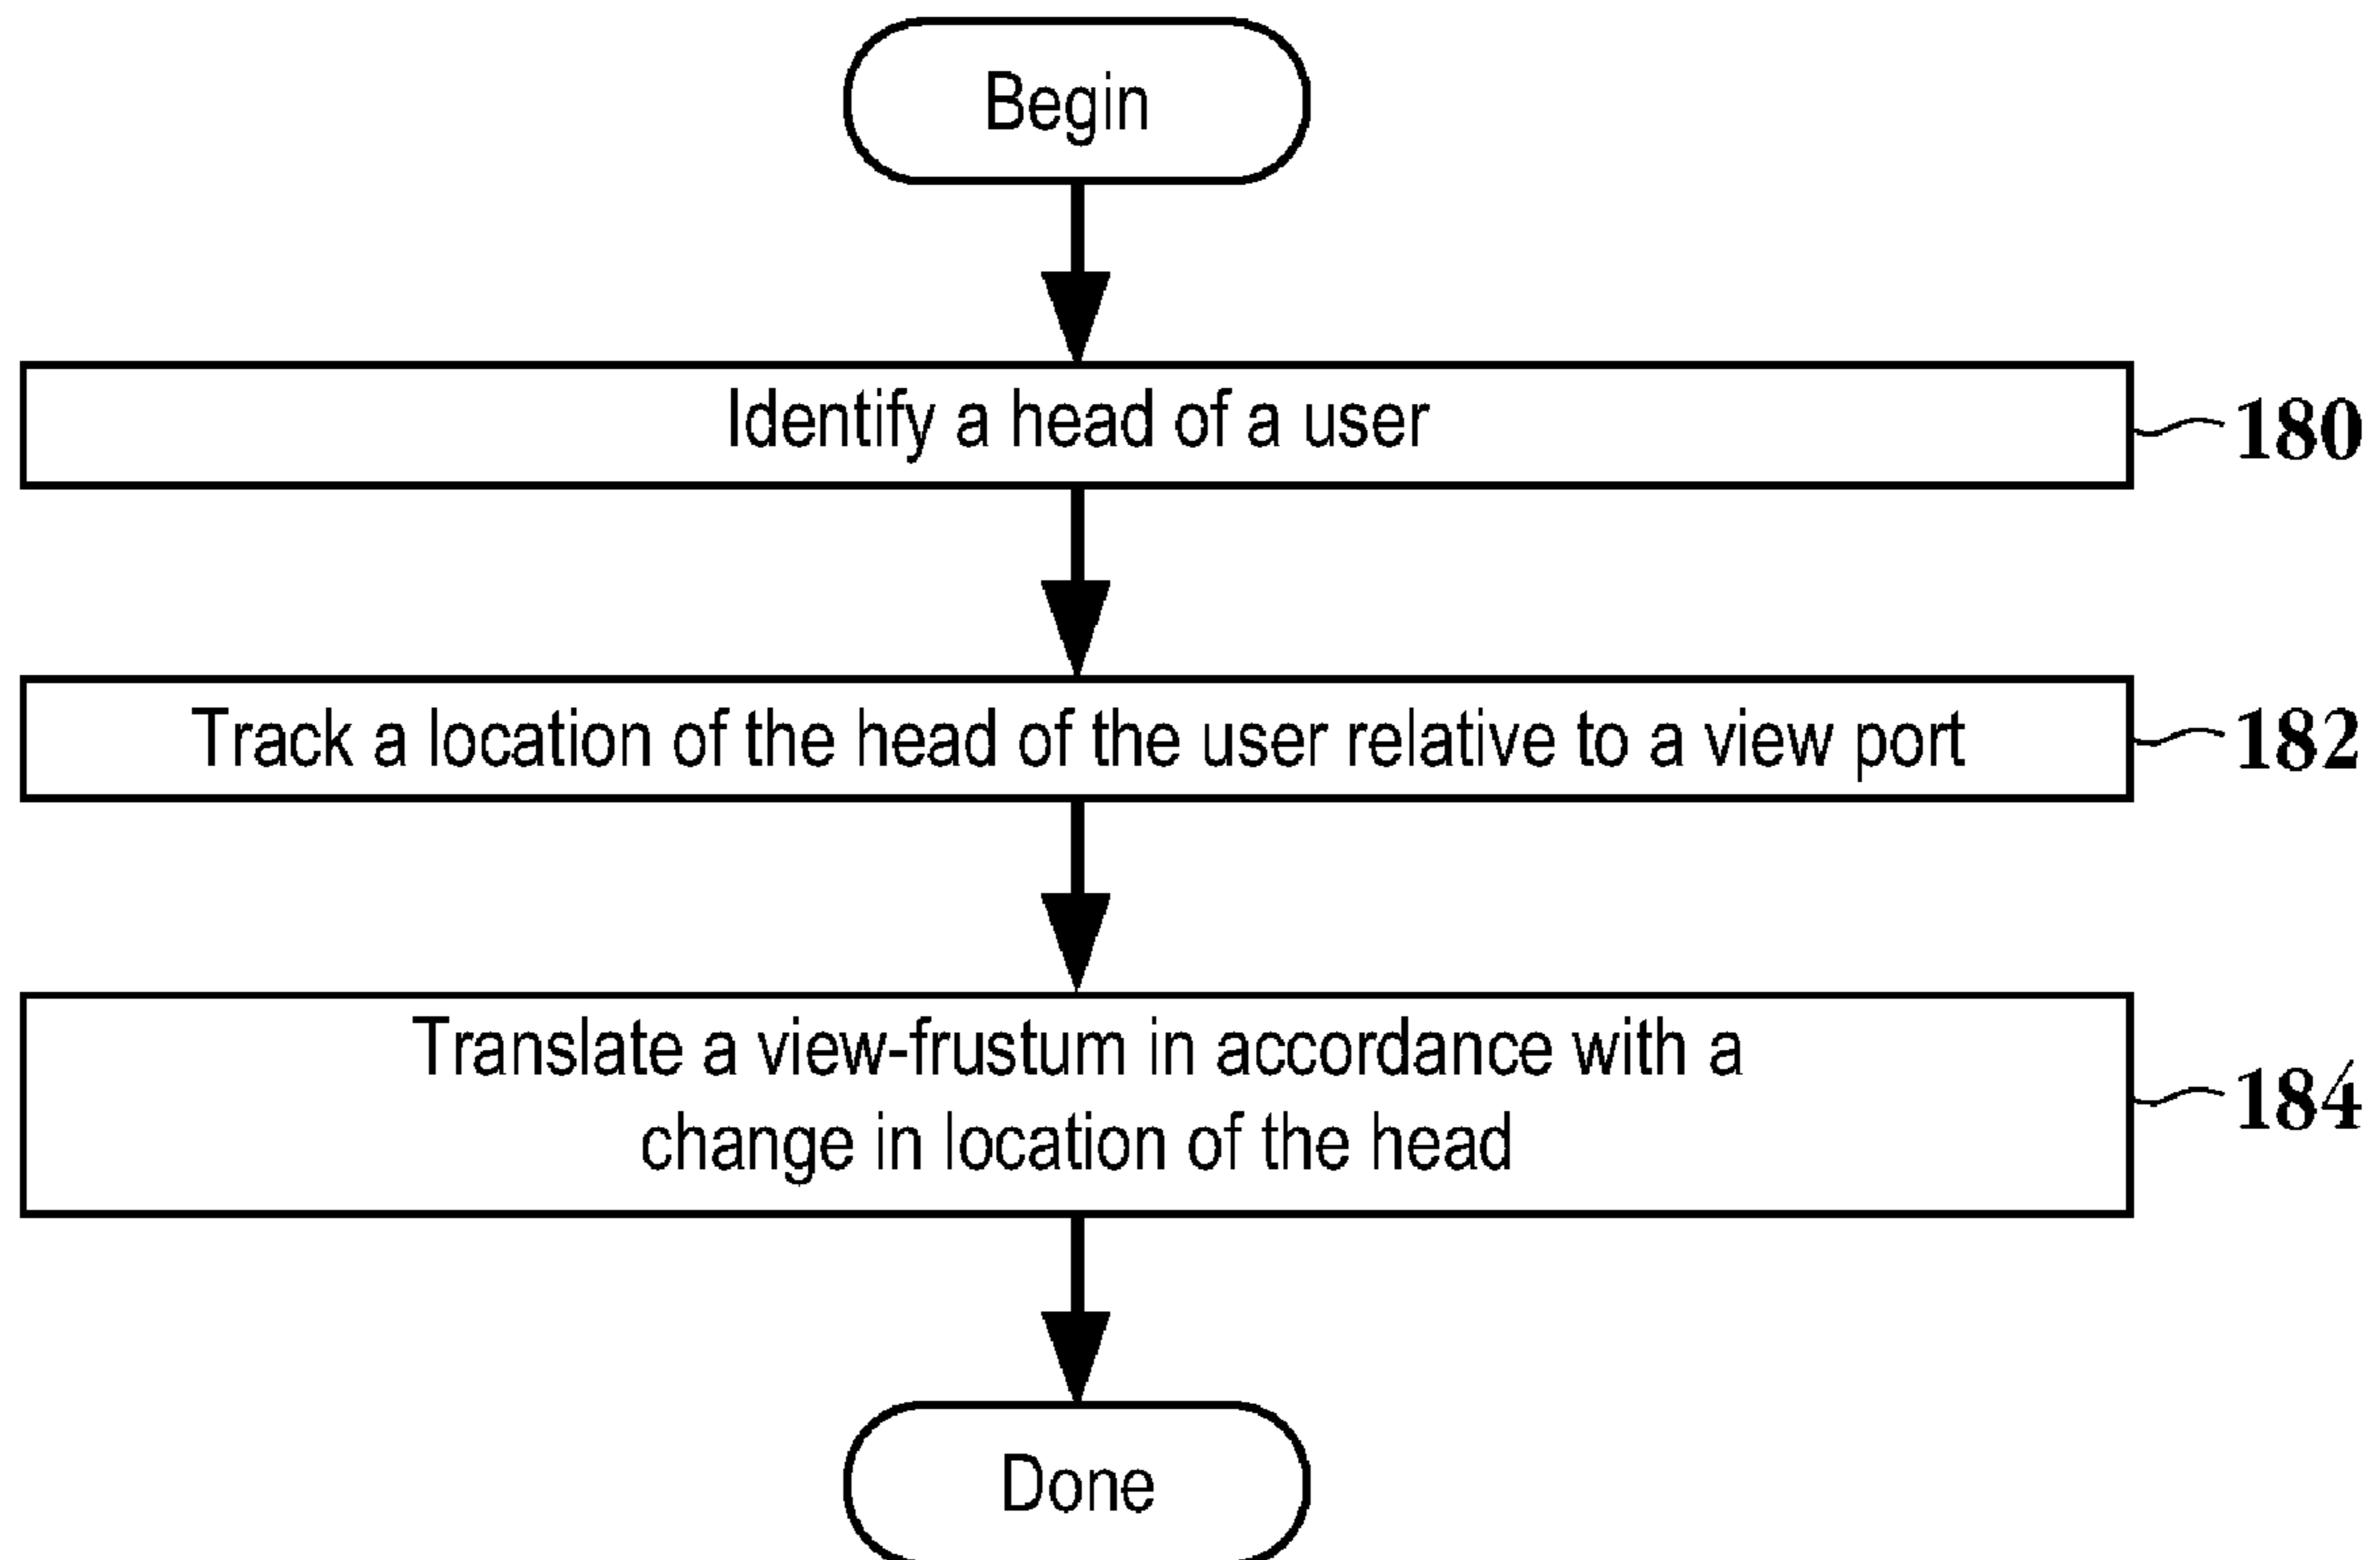 Begin
Identify a head of a user
180
Track a location of the head of the user relative to a view port
182
Translate a view-frustum in accordance with a
change in location of the head
184
Done